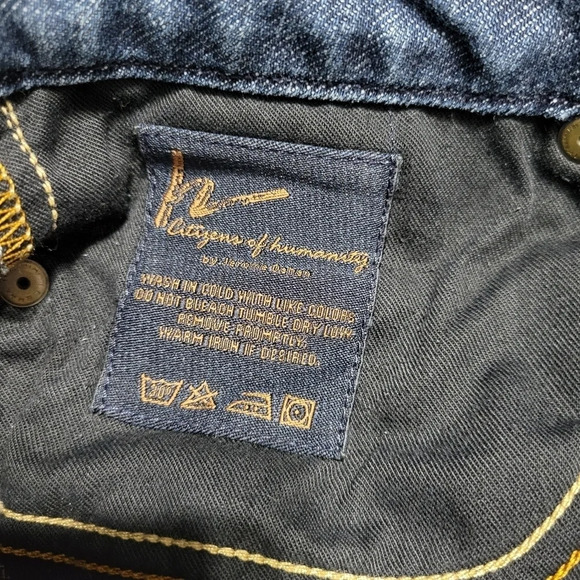 Citizens of humanity
by Jerome Dahan
WASH IN COLD WITH LIKE COLORS.
DO NOT BLEACH TUMBLE DRY LOW.
REMOVE PROMPTLY.
WARM IRON IF DESIRED.